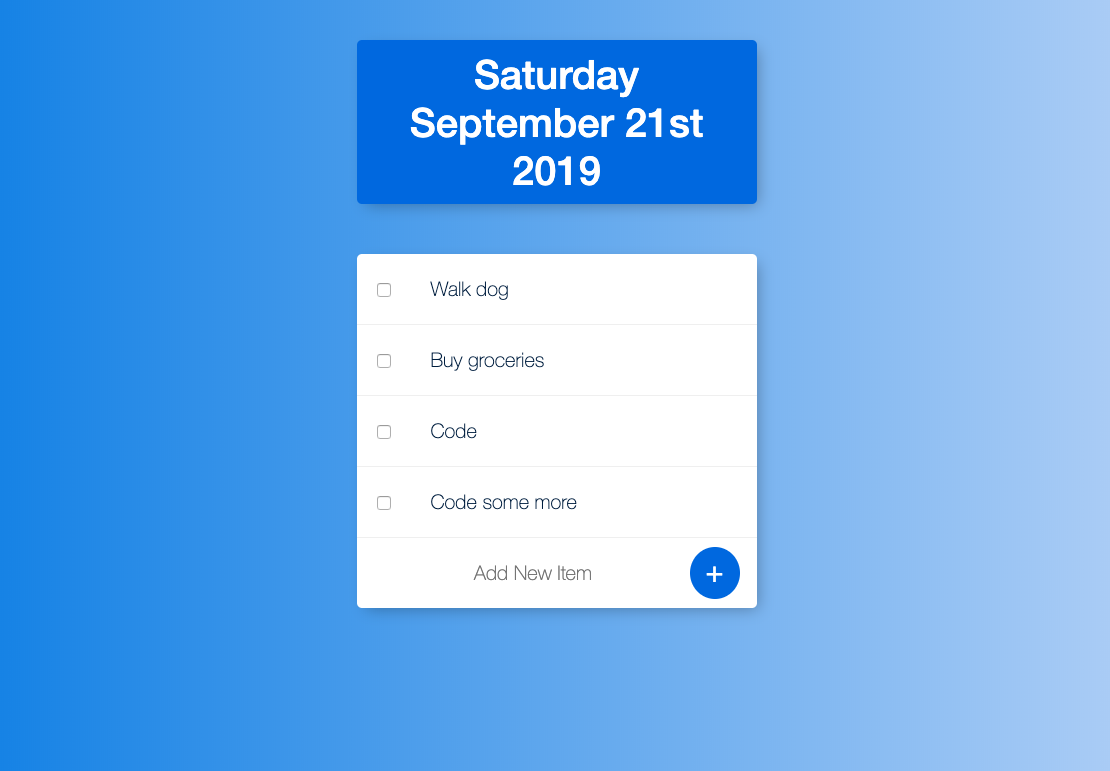 Saturday
September 21st
2019
Walk dog
Buy groceries
Code
Code some more
Add New Item
+